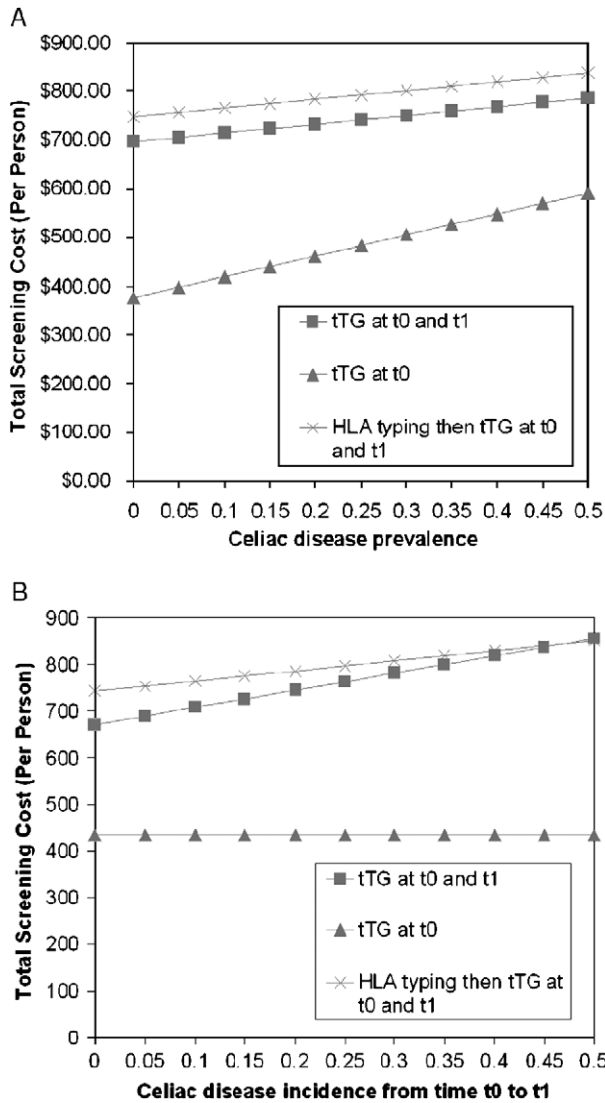 A
Total Screening Cost (Per Person)
$900.00
$800.00
$700.00
$600.00
$500.00
$400.00
$300.00
$200.00
$100.00
$0.00
tTG at t0 and t1
tTG at t0
HLA typing then tTG at t0
and t1
0 0.05 0.1 0.15 0.2 0.25 0.3 0.35 0.4 0.45 0.5
Celiac disease prevalence
B
Total Screening Cost (Per Person)
900
800
700
600
500
400
300
200
100
0
tTG at t0 and t1
tTG at t0
HLA typing then tTG at
t0 and t1
0 0.05 0.1 0.15 0.2 0.25 0.3 0.35 0.4 0.45 0.5
Celiac disease incidence from time t0 to t1